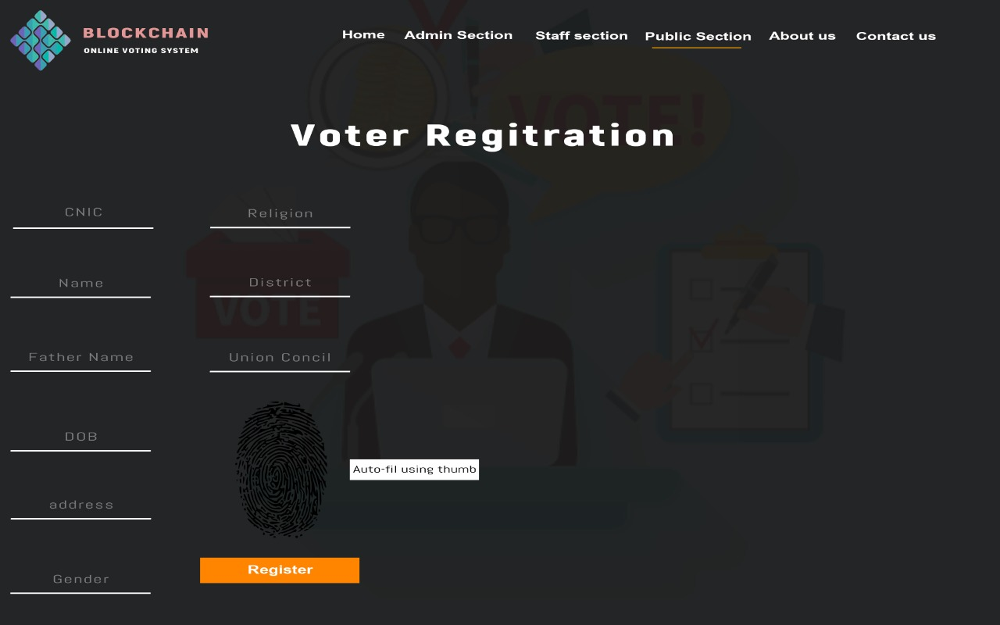 BLOCKCHAIN
ONLINE VOTING SYSTEM
Home Admin Section Staff section Public Section About us Contact us
VOTE!
Voter Regitration
CNIC Religion
Name District
VOTE
Father Name Union Concil
DOB
Auto-fil using thumb
address
Register
Gender